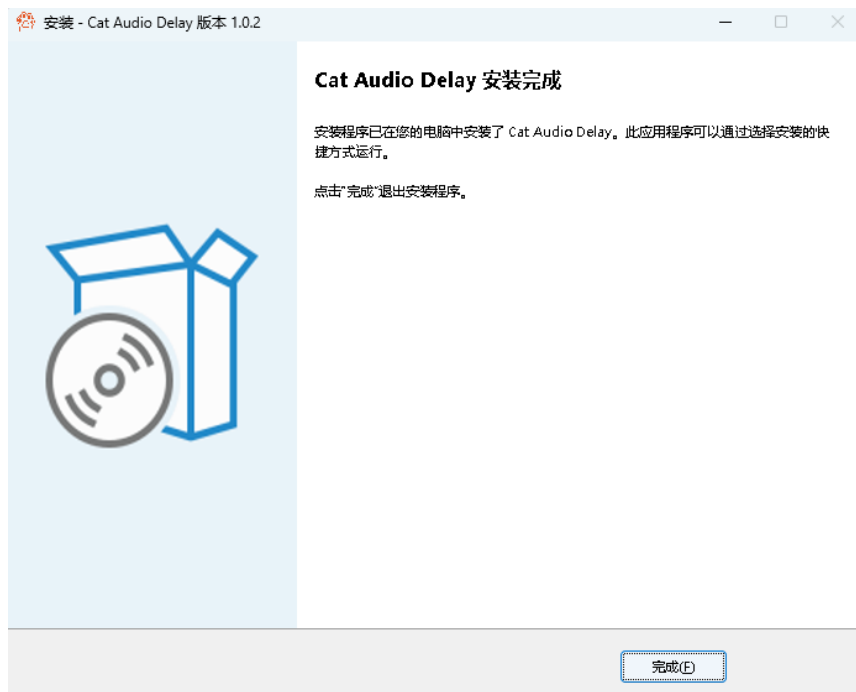 安装 - Cat Audio Delay 版本 1.0.2
Cat Audio Delay 安装完成
安装程序已在您的电脑中安装了 Cat Audio Delay。此应用程序可以通过选择安装的快
捷方式运行。
点击"完成"退出安装程序。
完成(F)